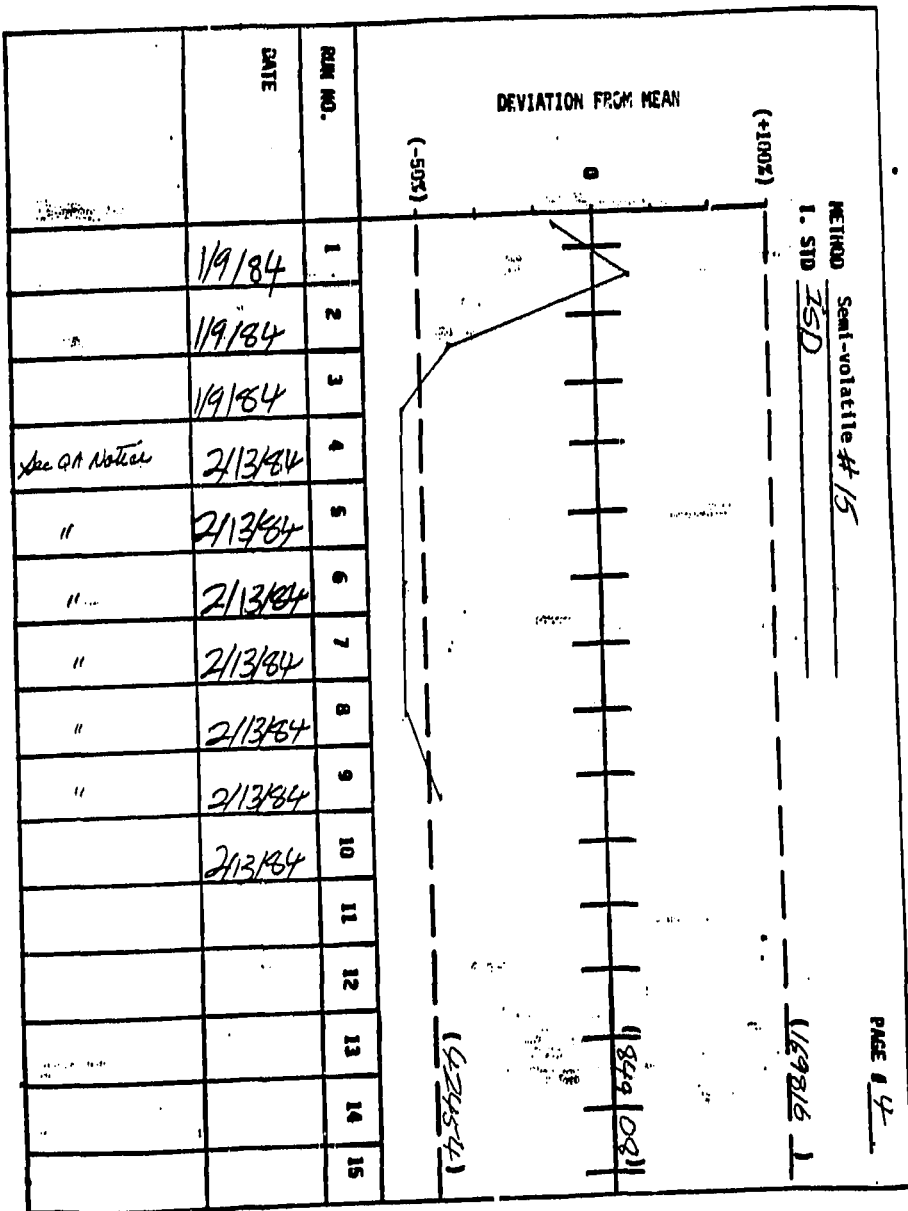 PAGE # 4
METHOD Semi-volatile #15
I. STD ISD
(+100%)
(169816 )
DEVIATION FROM MEAN
0
(84908)
(-50%)
(42454)
RUN NO. 1 2 3 4 5 6 7 8 9 10 11 12 13 14 15
DATE 1/9/84 1/9/84 1/9/84 2/13/84 2/13/84 2/13/84 2/13/84 2/13/84 2/13/84 2/13/84
See QA Notice " " " " "